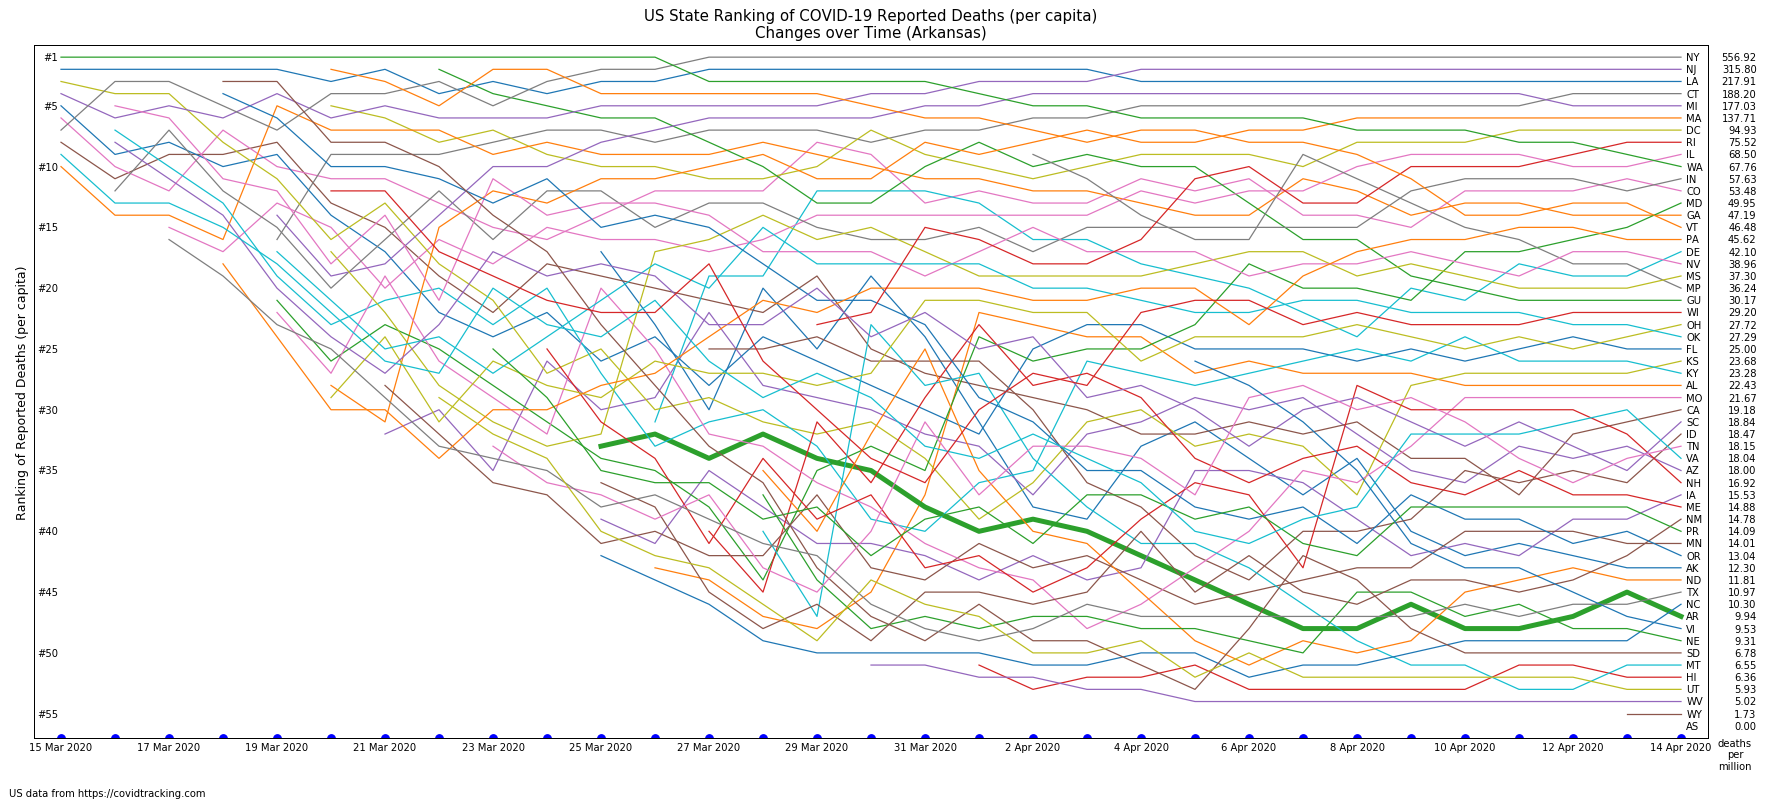 US State Ranking of COVID-19 Reported Deaths (per capita)
Changes over Time (Arkansas)
Ranking of Reported Deaths (per capita)
#1
#5
#10
#15
#20
#25
#30
#35
#40
#45
#50
#55
NY 556.92
NJ 315.80
LA 217.91
CT 188.20
MI 177.03
MA 137.71
DC 94.93
RI 75.52
IL 68.50
WA 67.76
IN 57.63
CO 53.48
MD 49.95
GA 47.19
VT 46.48
PA 45.62
DE 42.10
NV 38.96
MS 37.30
MP 36.24
GU 30.17
WI 29.20
OH 27.72
OK 27.29
FL 25.00
KS 23.68
KY 23.28
AL 22.43
MO 21.67
CA 19.18
SC 18.84
ID 18.47
TN 18.15
VA 18.04
AZ 18.00
NH 16.92
IA 15.53
ME 14.88
NM 14.78
PR 14.09
MN 14.01
OR 13.04
AK 12.30
ND 11.81
TX 10.97
NC 10.30
AR 9.94
VI 9.53
NE 9.31
SD 6.78
MT 6.55
HI 6.36
UT 5.93
WV 5.02
WY 1.73
AS 0.00
15 Mar 2020 17 Mar 2020 19 Mar 2020 21 Mar 2020 23 Mar 2020 25 Mar 2020 27 Mar 2020 29 Mar 2020 31 Mar 2020 2 Apr 2020 4 Apr 2020 6 Apr 2020 8 Apr 2020 10 Apr 2020 12 Apr 2020 14 Apr 2020
deaths
per
million
US data from https://covidtracking.com